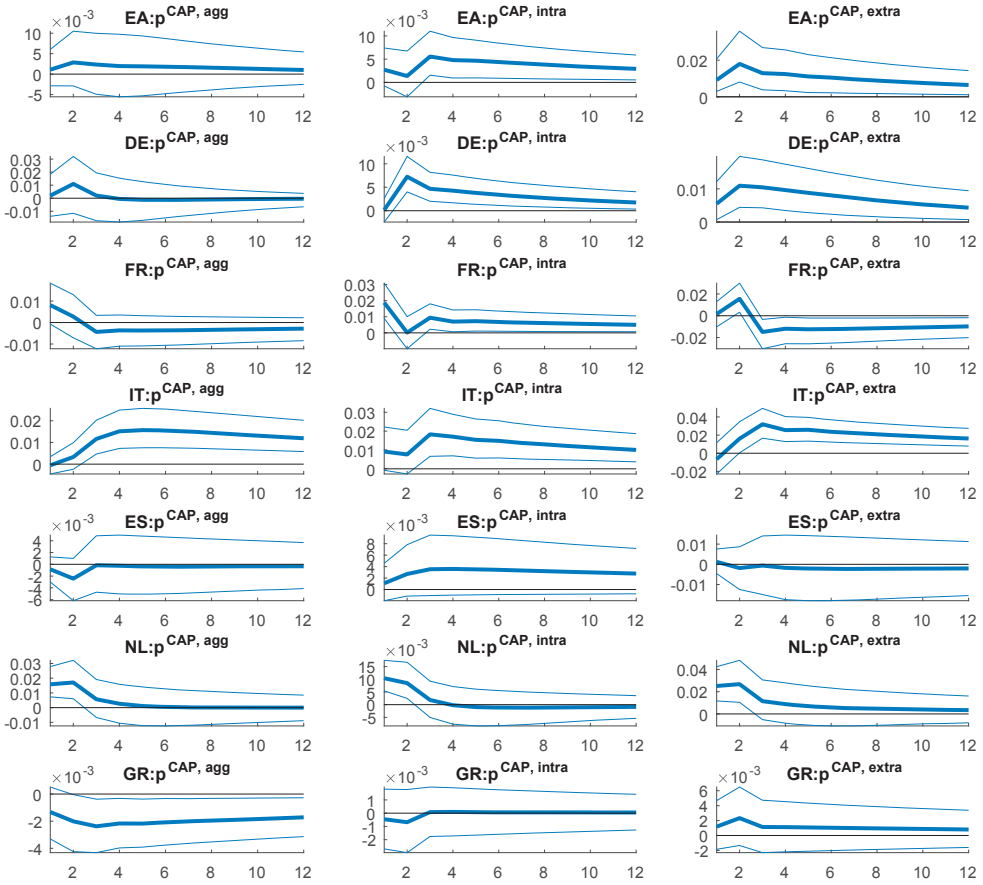 EA:p^CAP, agg EA:p^CAP, intra EA:p^CAP, extra
×10^-3 ×10^-3
10 10 0.02
5 5 0.01
0 0 0
-5
2 4 6 8 10 12 2 4 6 8 10 12 2 4 6 8 10 12
DE:p^CAP, agg DE:p^CAP, intra DE:p^CAP, extra
×10^-3
0.03 10 0.01
0.02 5 0
0.01 0
0
-0.01
2 4 6 8 10 12 2 4 6 8 10 12 2 4 6 8 10 12
FR:p^CAP, agg FR:p^CAP, intra FR:p^CAP, extra
0.01 0.03 0.02
0 0.02 0
-0.01 0.01 -0.02
0
2 4 6 8 10 12 2 4 6 8 10 12 2 4 6 8 10 12
IT:p^CAP, agg IT:p^CAP, intra IT:p^CAP, extra
0.02 0.03 0.04
0.01 0.02 0.02
0 0.01 0
0 -0.02
2 4 6 8 10 12 2 4 6 8 10 12 2 4 6 8 10 12
ES:p^CAP, agg ES:p^CAP, intra ES:p^CAP, extra
×10^-3 ×10^-3
4 8 0.01
2 6 0
0 4 -0.01
-2 2
-4 0
-6
2 4 6 8 10 12 2 4 6 8 10 12 2 4 6 8 10 12
NL:p^CAP, agg NL:p^CAP, intra NL:p^CAP, extra
×10^-3
0.03 15 0.04
0.02 10 0.02
0.01 5 0
0 0
-0.01 -5
2 4 6 8 10 12 2 4 6 8 10 12 2 4 6 8 10 12
GR:p^CAP, agg GR:p^CAP, intra GR:p^CAP, extra
×10^-3 ×10^-3 ×10^-3
0 1 6
-2 0 4
-4 -1 2
-2 0
-2
2 4 6 8 10 12 2 4 6 8 10 12 2 4 6 8 10 12